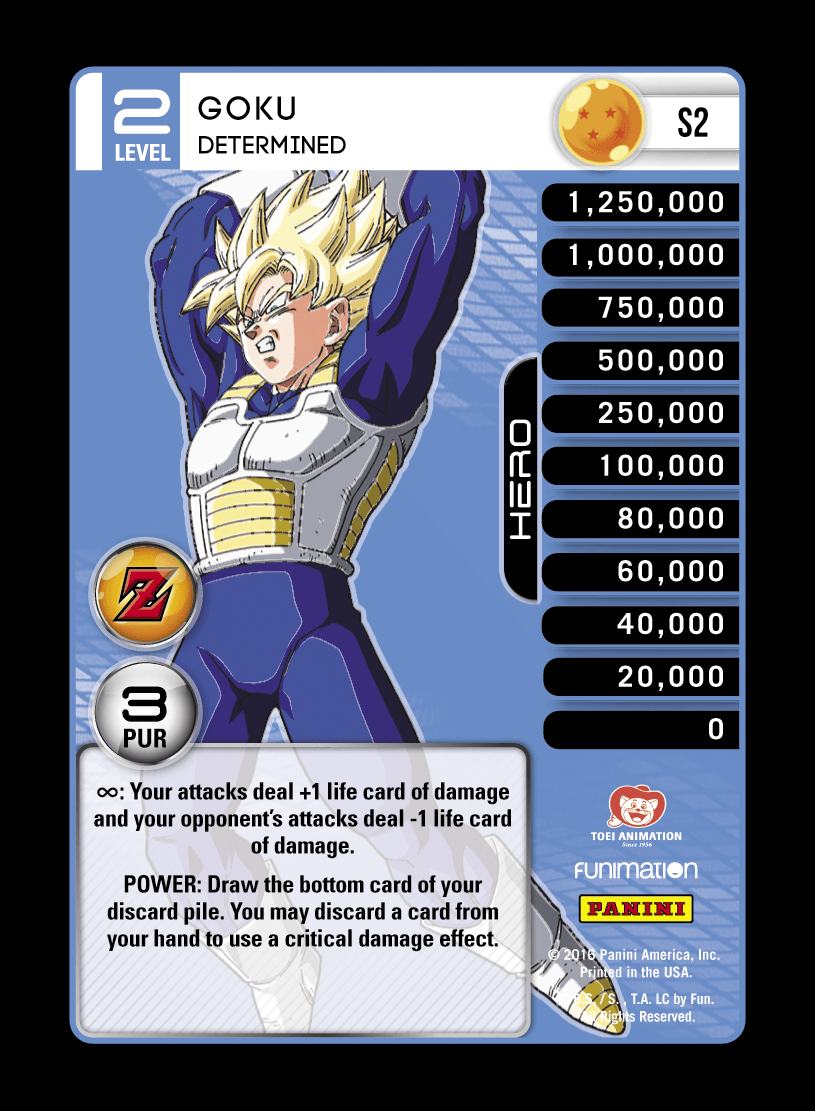 2
LEVEL
GOKU
DETERMINED
S2
1,250,000
1,000,000
750,000
500,000
250,000
100,000
80,000
60,000
40,000
20,000
0
HERO
Z
3
PUR
∞: Your attacks deal +1 life card of damage
and your opponent's attacks deal -1 life card
of damage.
POWER: Draw the bottom card of your
discard pile. You may discard a card from
your hand to use a critical damage effect.
TOEI ANIMATION
Since 1956
FUNIMATION
PANINI
© 2016 Panini America, Inc.
Printed in the USA.
/S. , T.A. LC by Fun.
All Rights Reserved.